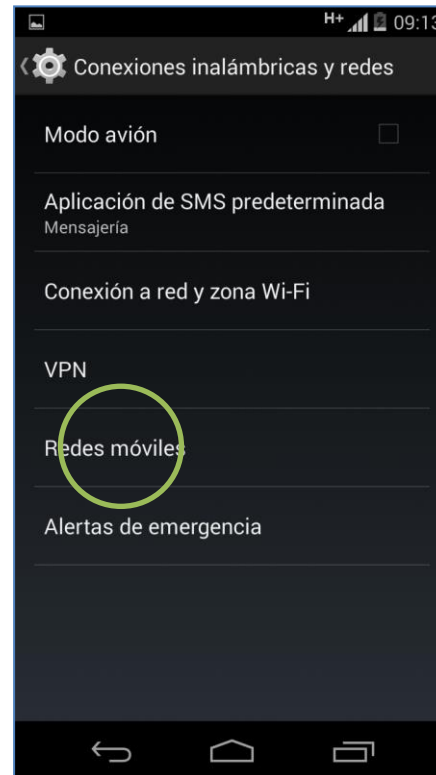 H+ 09:13
Conexiones inalámbricas y redes
Modo avión
Aplicación de SMS predeterminada
Mensajería
Conexión a red y zona Wi-Fi
VPN
Redes móviles
Alertas de emergencia